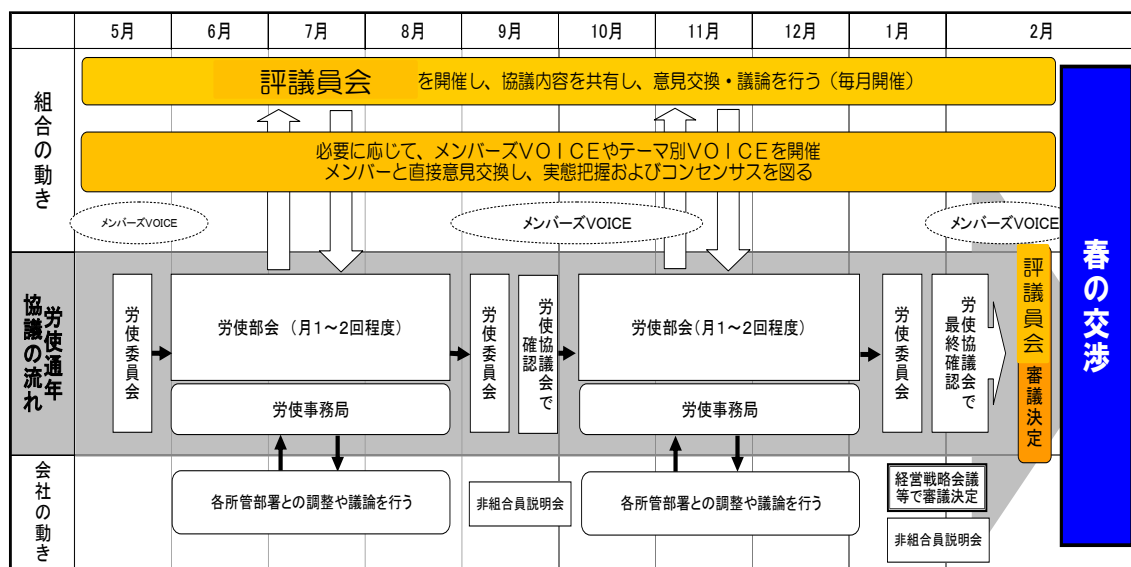 5月
6月
7月
8月
9月
10月
11月
12月
1月
2月
組合の動き
評議員会 を開催し、協議内容を共有し、意見交換・議論を行う（毎月開催）
必要に応じて、メンバーズＶＯＩＣＥやテーマ別ＶＯＩＣＥを開催
メンバーと直接意見交換し、実態把握およびコンセンサスを図る
メンバーズVOICE
メンバーズVOICE
メンバーズVOICE
労使通年
協議の流れ
労使委員会
労使部会（月1～2回程度）
労使事務局
労使委員会
労使協議会で
確認
労使部会(月1～2回程度)
労使事務局
労使委員会
労使協議会で
最終確認
評議員会
審議決定
春の交渉
会社の動き
各所管部署との調整や議論を行う
非組合員説明会
各所管部署との調整や議論を行う
経営戦略会議
等で審議決定
非組合員説明会